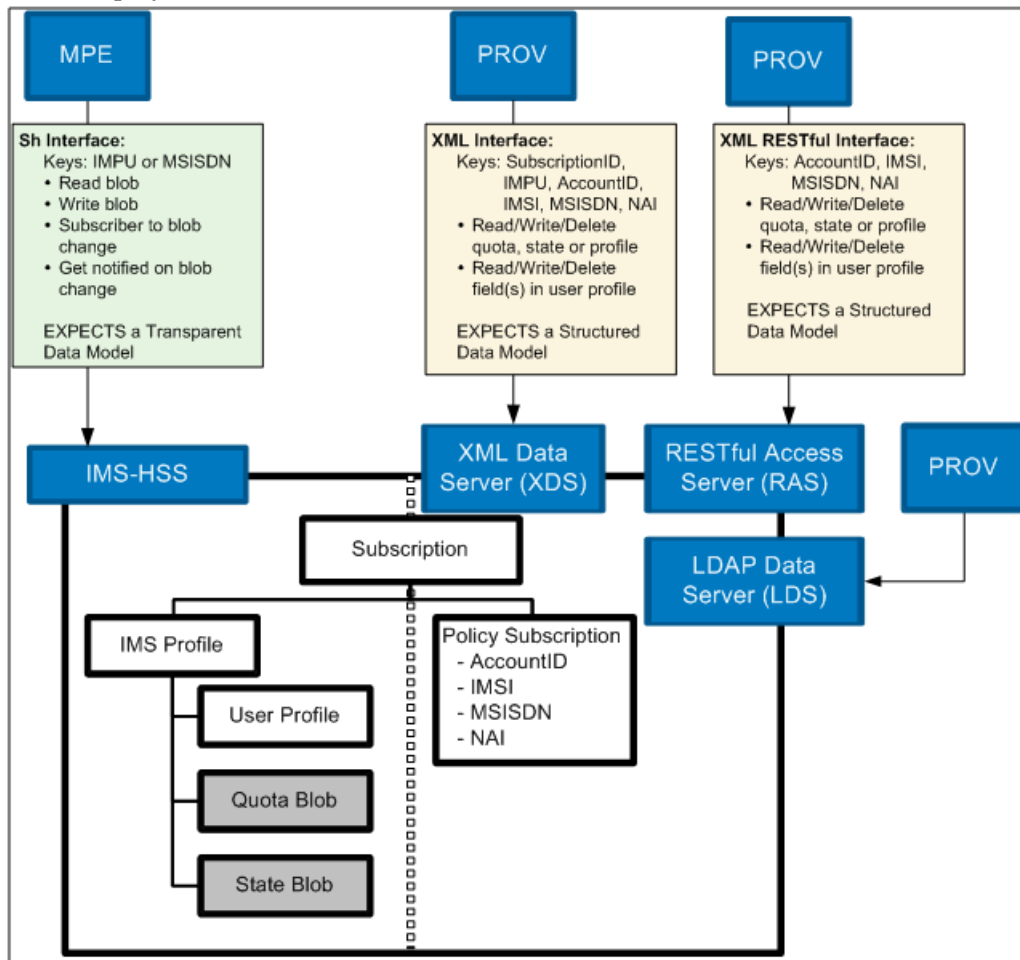 MPE
PROV
PROV
Sh Interface:
Keys: IMPU or MSISDN
• Read blob
• Write blob
• Subscriber to blob
change
• Get notified on blob
change
EXPECTS a Transparent
Data Model
XML Interface:
Keys: SubscriptionID,
IMPU, AccountID,
IMSI, MSISDN, NAI
• Read/Write/Delete
quota, state or profile
• Read/Write/Delete
field(s) in user profile
EXPECTS a Structured
Data Model
XML RESTful Interface:
Keys: AccountID, IMSI,
MSISDN, NAI
• Read/Write/Delete
quota, state or profile
• Read/Write/Delete
field(s) in user profile
EXPECTS a Structured
Data Model
IMS-HSS
XML Data
Server (XDS)
RESTful Access
Server (RAS)
PROV
LDAP Data
Server (LDS)
Subscription
IMS Profile
User Profile
Quota Blob
State Blob
Policy Subscription
- AccountID
- IMSI
- MSISDN
- NAI